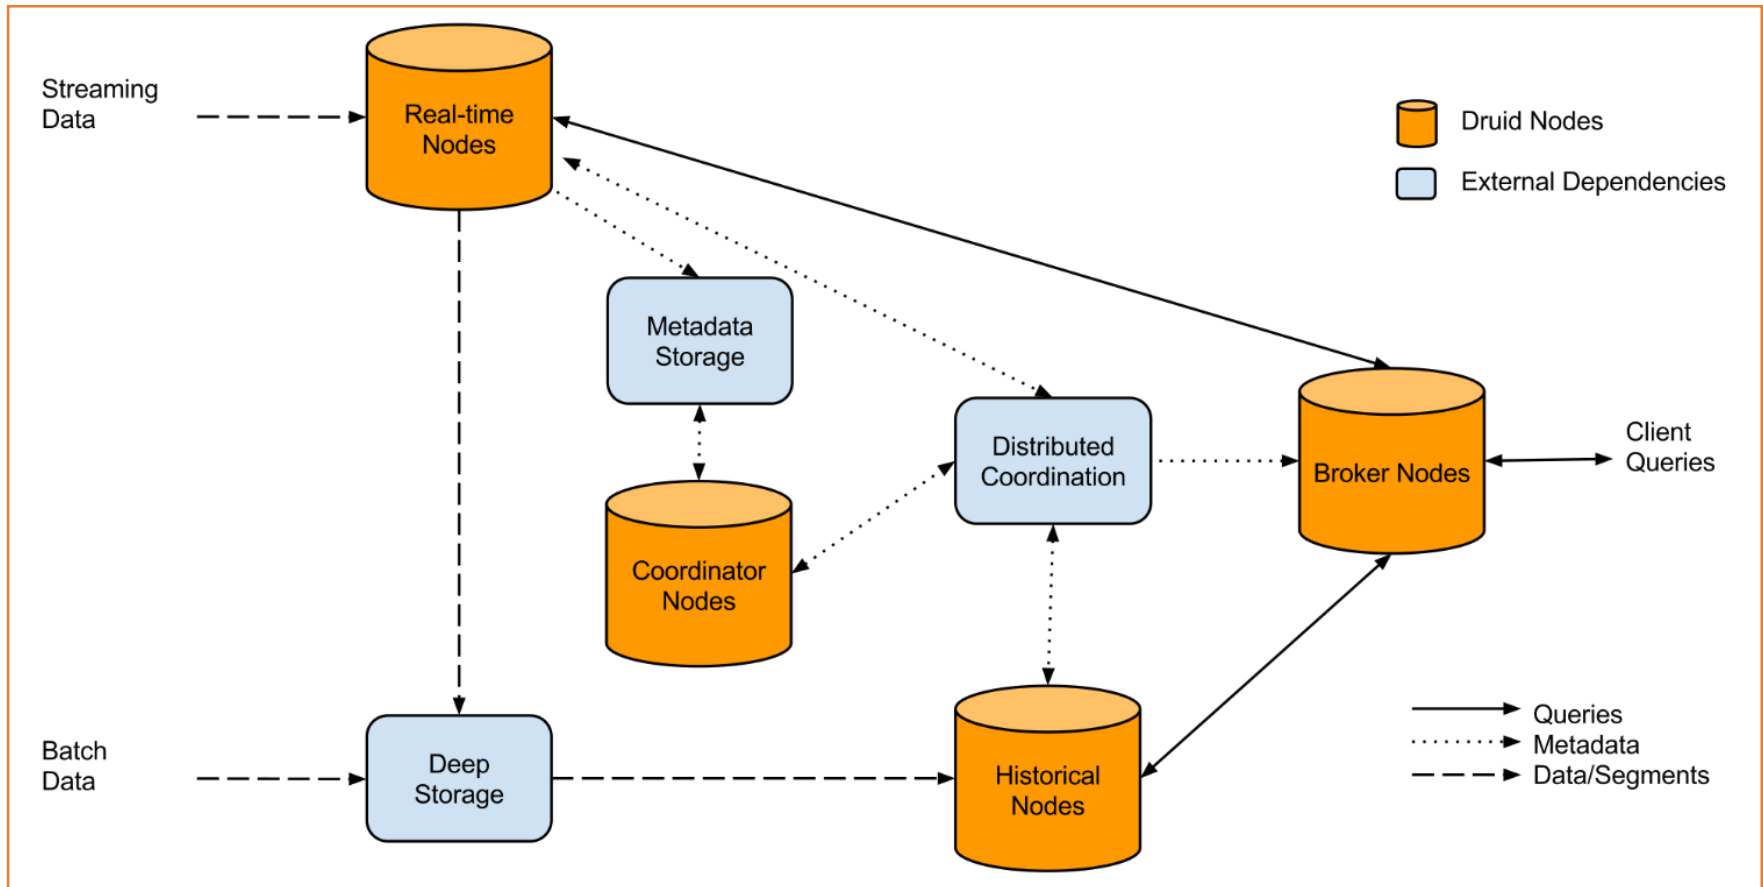 Streaming
Data
Real-time
Nodes
Druid Nodes
External Dependencies
Metadata
Storage
Distributed
Coordination
Broker Nodes
Client
Queries
Coordinator
Nodes
Batch
Data
Deep
Storage
Historical
Nodes
Queries
Metadata
Data/Segments